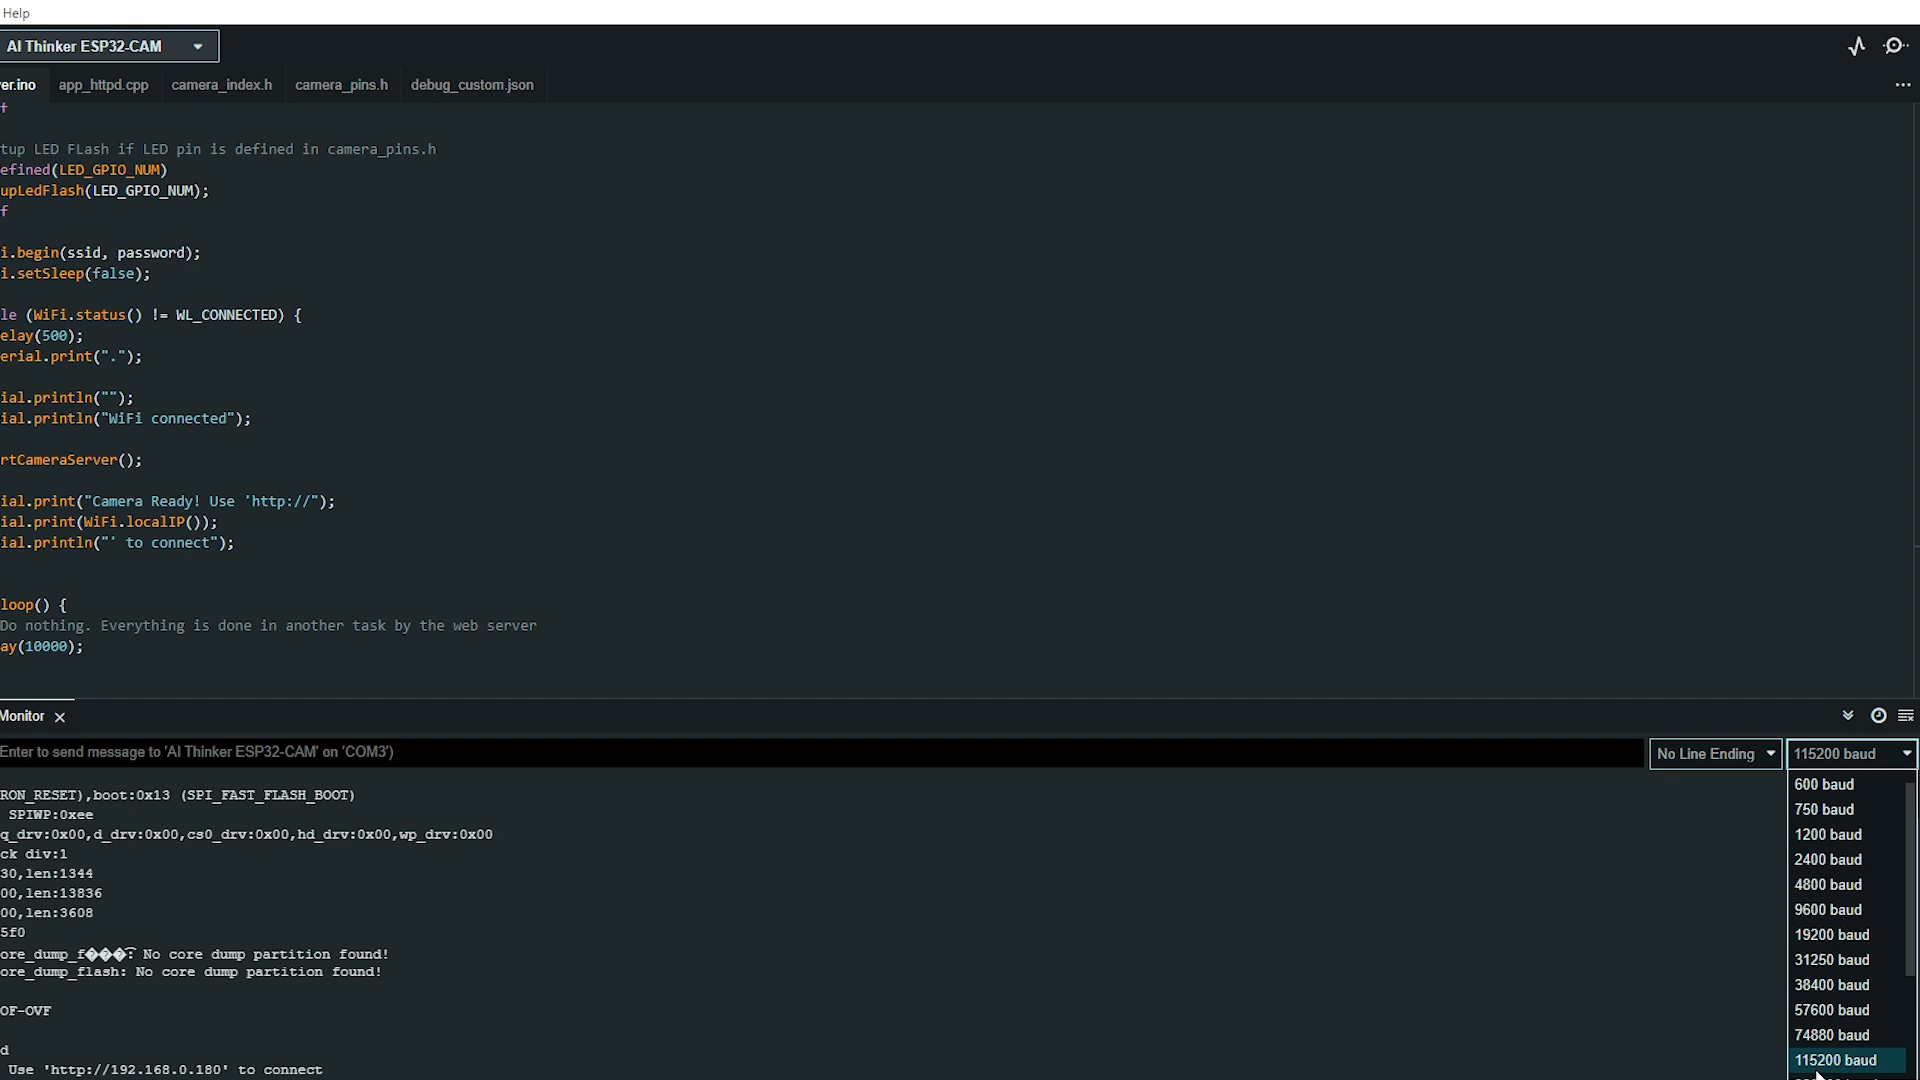 Help
AI Thinker ESP32-CAM
er.ino app_httpd.cpp camera_index.h camera_pins.h debug_custom.json
f
tup LED FLash if LED pin is defined in camera_pins.h
efined(LED_GPIO_NUM)
upLedFlash(LED_GPIO_NUM);
f
i.begin(ssid, password);
i.setSleep(false);
le (WiFi.status() != WL_CONNECTED) {
elay(500);
erial.print(".");
ial.println("");
ial.println("WiFi connected");
rtCameraServer();
ial.print("Camera Ready! Use 'http://");
ial.print(WiFi.localIP());
ial.println("' to connect");
loop() {
Do nothing. Everything is done in another task by the web server
ay(10000);
Monitor
Enter to send message to 'AI Thinker ESP32-CAM' on 'COM3')
No Line Ending 115200 baud
RON_RESET),boot:0x13 (SPI_FAST_FLASH_BOOT)
SPIWP:0xee
q_drv:0x00,d_drv:0x00,cs0_drv:0x00,hd_drv:0x00,wp_drv:0x00
ck div:1
30,len:1344
00,len:13836
00,len:3608
5f0
ore_dump_f���: No core dump partition found!
ore_dump_flash: No core dump partition found!
OF-OVF
d
Use 'http://192.168.0.180' to connect
600 baud
750 baud
1200 baud
2400 baud
4800 baud
9600 baud
19200 baud
31250 baud
38400 baud
57600 baud
74880 baud
115200 baud